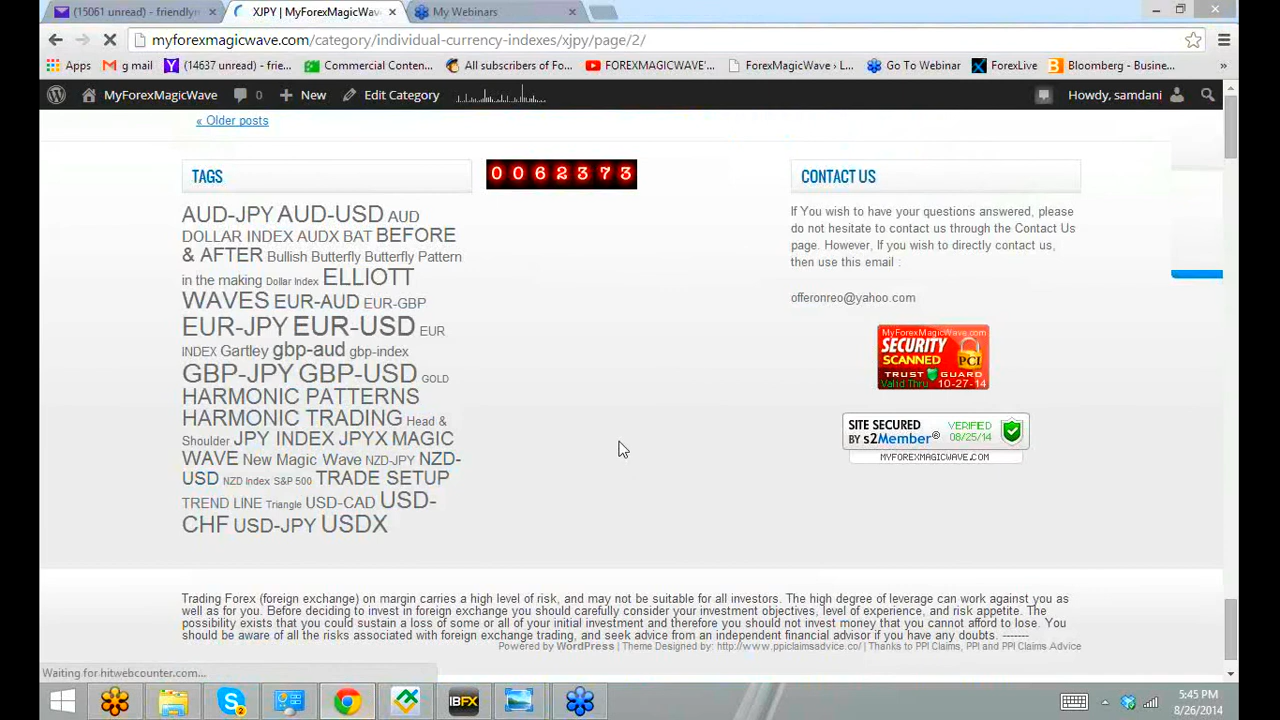 (15061 unread) - friendlyn
XJPY | MyForexMagicWav
My Webinars
myforexmagicwave.com/category/individual-currency-indexes/xjpy/page/2/
Apps
g mail
(14637 unread) - frie...
Commercial Conten...
All subscribers of Fo...
FOREXMAGICWAVE'...
ForexMagicWave › L...
Go To Webinar
ForexLive
Bloomberg - Busine...
»
MyForexMagicWave
0
New
Edit Category
Howdy, samdani
« Older posts
TAGS
AUD-JPY AUD-USD AUD
DOLLAR INDEX AUDX BAT BEFORE
& AFTER Bullish Butterfly Butterfly Pattern
in the making Dollar Index ELLIOTT
WAVES EUR-AUD EUR-GBP
EUR-JPY EUR-USD EUR
INDEX Gartley gbp-aud gbp-index
GBP-JPY GBP-USD GOLD
HARMONIC PATTERNS
HARMONIC TRADING Head &
Shoulder JPY INDEX JPYX MAGIC
WAVE New Magic Wave NZD-JPY NZD-
USD NZD Index S&P 500 TRADE SETUP
TREND LINE Triangle USD-CAD USD-
CHF USD-JPY USDX
0062373
CONTACT US
If You wish to have your questions answered, please
do not hesitate to contact us through the Contact Us
page. However, If you wish to directly contact us,
then use this email :
offeronreo@yahoo.com
MyForexMagicWave.com
SECURITY
SCANNED
PCI
TRUST GUARD
Valid Thru 10-27-14
SITE SECURED
BY s2Member®
VERIFIED
08/25/14
MYFOREXMAGICWAVE.COM
Trading Forex (foreign exchange) on margin carries a high level of risk, and may not be suitable for all investors. The high degree of leverage can work against you as
well as for you. Before deciding to invest in foreign exchange you should carefully consider your investment objectives, level of experience, and risk appetite. The
possibility exists that you could sustain a loss of some or all of your initial investment and therefore you should not invest money that you cannot afford to lose. You
should be aware of all the risks associated with foreign exchange trading, and seek advice from an independent financial advisor if you have any doubts. -------
Powered by WordPress | Theme Designed by: http://www.ppiclaimsadvice.co/ | Thanks to PPI Claims, PPI and PPI Claims Advice
Waiting for hitwebcounter.com...
2
IBFX
5:45 PM
8/26/2014